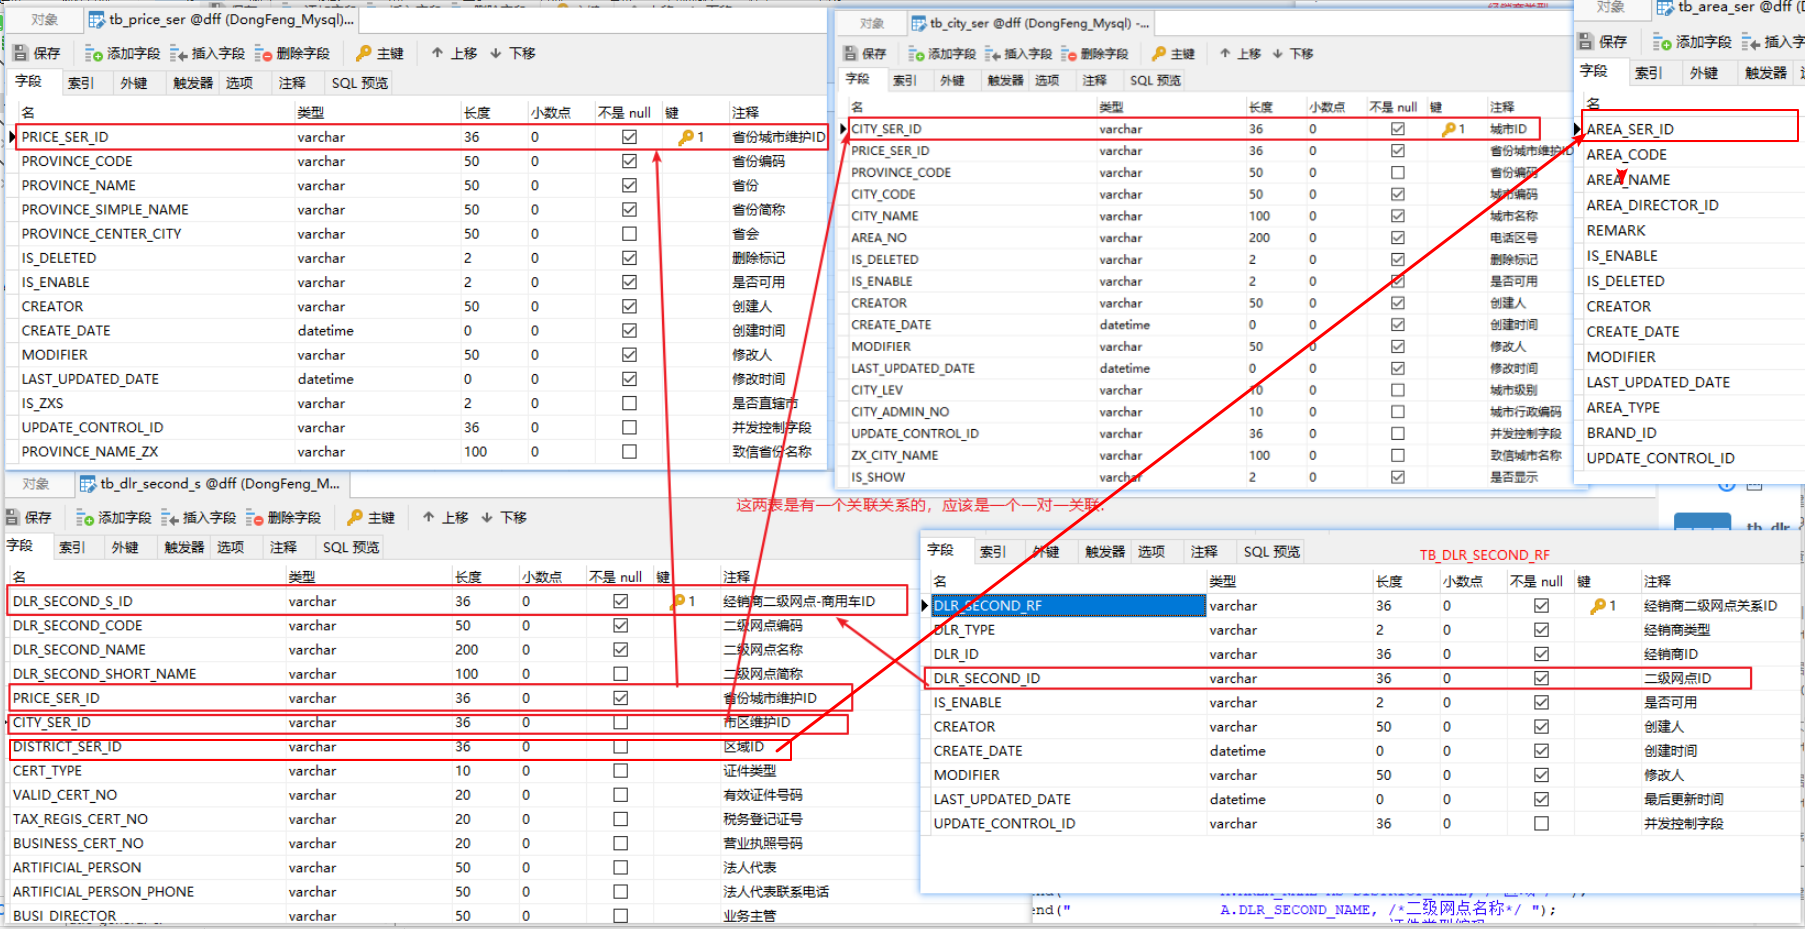 对象
tb_price_ser @dff (DongFeng_Mysql)...
保存 添加字段 插入字段 删除字段 主键 上移 下移
字段 索引 外键 触发器 选项 注释 SQL 预览
名 类型 长度 小数点 不是 null 键 注释
PRICE_SER_ID varchar 36 0 1 省份城市维护ID
PROVINCE_CODE varchar 50 0 省份编码
PROVINCE_NAME varchar 50 0 省份
PROVINCE_SIMPLE_NAME varchar 50 0 省份简称
PROVINCE_CENTER_CITY varchar 50 0 省会
IS_DELETED varchar 2 0 删除标记
IS_ENABLE varchar 2 0 是否可用
CREATOR varchar 50 0 创建人
CREATE_DATE datetime 0 0 创建时间
MODIFIER varchar 50 0 修改人
LAST_UPDATED_DATE datetime 0 0 修改时间
IS_ZXS varchar 2 0 是否直辖市
UPDATE_CONTROL_ID varchar 36 0 并发控制字段
PROVINCE_NAME_ZX varchar 100 0 致信省份名称
对象
tb_city_ser @dff (DongFeng_Mysql) -...
保存 添加字段 插入字段 删除字段 主键 上移 下移
字段 索引 外键 触发器 选项 注释 SQL 预览
名 类型 长度 小数点 不是 null 键 注释
CITY_SER_ID varchar 36 0 1 城市ID
PRICE_SER_ID varchar 36 0 省份城市维护ID
PROVINCE_CODE varchar 50 0 省份编码
CITY_CODE varchar 50 0 城市编码
CITY_NAME varchar 100 0 城市名称
AREA_NO varchar 200 0 电话区号
IS_DELETED varchar 2 0 删除标记
IS_ENABLE varchar 2 0 是否可用
CREATOR varchar 50 0 创建人
CREATE_DATE datetime 0 0 创建时间
MODIFIER varchar 50 0 修改人
LAST_UPDATED_DATE datetime 0 0 修改时间
CITY_LEV varchar 10 0 城市级别
CITY_ADMIN_NO varchar 10 0 城市行政编码
UPDATE_CONTROL_ID varchar 36 0 并发控制字段
ZX_CITY_NAME varchar 100 0 致信城市名称
IS_SHOW varchar 2 0 是否显示
对象
tb_area_ser @dff (D
保存 添加字段 插入字
字段 索引 外键 触发器
名
AREA_SER_ID
AREA_CODE
AREA_NAME
AREA_DIRECTOR_ID
REMARK
IS_ENABLE
IS_DELETED
CREATOR
CREATE_DATE
MODIFIER
LAST_UPDATED_DATE
AREA_TYPE
BRAND_ID
UPDATE_CONTROL_ID
对象
tb_dlr_second_s @dff (DongFeng_M...
保存 添加字段 插入字段 删除字段 主键 上移 下移
字段 索引 外键 触发器 选项 注释 SQL 预览
名 类型 长度 小数点 不是 null 键 注释
DLR_SECOND_S_ID varchar 36 0 1 经销商二级网点-商用车ID
DLR_SECOND_CODE varchar 50 0 二级网点编码
DLR_SECOND_NAME varchar 200 0 二级网点名称
DLR_SECOND_SHORT_NAME varchar 100 0 二级网点简称
PRICE_SER_ID varchar 36 0 省份城市维护ID
CITY_SER_ID varchar 36 0 市区维护ID
DISTRICT_SER_ID varchar 36 0 区域ID
CERT_TYPE varchar 10 0 证件类型
VALID_CERT_NO varchar 20 0 有效证件号码
TAX_REGIS_CERT_NO varchar 20 0 税务登记证号
BUSINESS_CERT_NO varchar 20 0 营业执照号码
ARTIFICIAL_PERSON varchar 50 0 法人代表
ARTIFICIAL_PERSON_PHONE varchar 50 0 法人代表联系电话
BUSI_DIRECTOR varchar 50 0 业务主管
这两表是有一个关联关系的，应该是一个一对一关联.
tb_dlr
字段 索引 外键 触发器 选项 注释 SQL 预览
TB_DLR_SECOND_RF
名 类型 长度 小数点 不是 null 键 注释
DLR_SECOND_RF varchar 36 0 1 经销商二级网点关系ID
DLR_TYPE varchar 2 0 经销商类型
DLR_ID varchar 36 0 经销商ID
DLR_SECOND_ID varchar 36 0 二级网点ID
IS_ENABLE varchar 2 0 是否可用
CREATOR varchar 50 0 创建人
CREATE_DATE datetime 0 0 创建时间
MODIFIER varchar 50 0 修改人
LAST_UPDATED_DATE datetime 0 0 最后更新时间
UPDATE_CONTROL_ID varchar 36 0 并发控制字段
end(" A.DLR_SECOND_NAME, /*二级网点名称*/ ");